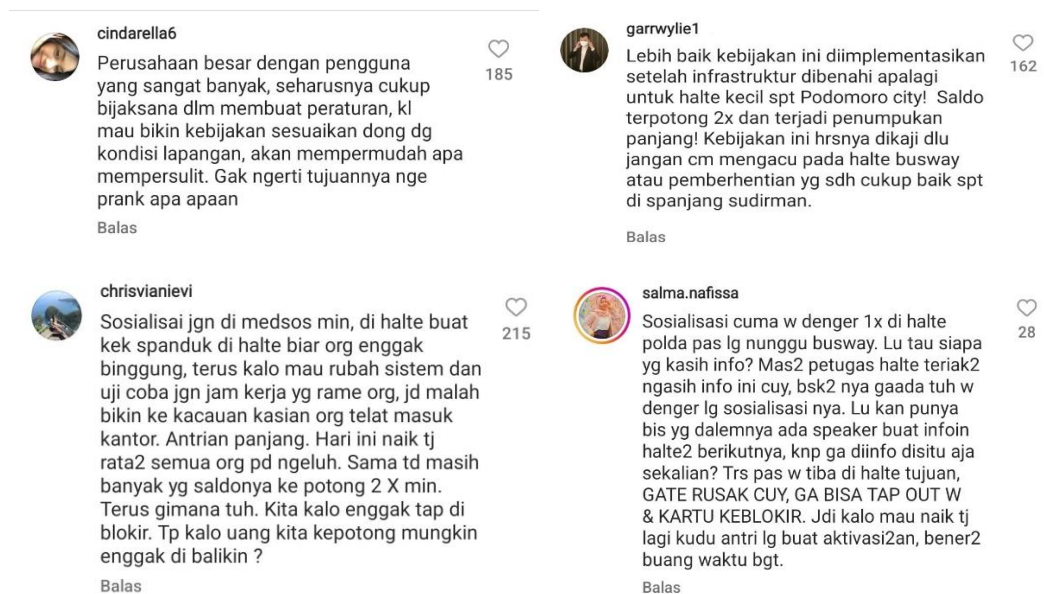 cindarella6
Perusahaan besar dengan pengguna
yang sangat banyak, seharusnya cukup
bijaksana dlm membuat peraturan, kl
mau bikin kebijakan sesuaikan dong dg
kondisi lapangan, akan mempermudah apa
mempersulit. Gak ngerti tujuannya nge
prank apa apaan
185
Balas
garrwylie1
Lebih baik kebijakan ini diimplementasikan
setelah infrastruktur dibenahi apalagi
untuk halte kecil spt Podomoro city! Saldo
terpotong 2x dan terjadi penumpukan
panjang! Kebijakan ini hrsnya dikaji dlu
jangan cm mengacu pada halte busway
atau pemberhentian yg sdh cukup baik spt
di spanjang sudirman.
162
Balas
chrisvianievi
Sosialisai jgn di medsos min, di halte buat
kek spanduk di halte biar org enggak
binggung, terus kalo mau rubah sistem dan
uji coba jgn jam kerja yg rame org, jd malah
bikin ke kacauan kasian org telat masuk
kantor. Antrian panjang. Hari ini naik tj
rata2 semua org pd ngeluh. Sama td masih
banyak yg saldonya ke potong 2 X min.
Terus gimana tuh. Kita kalo enggak tap di
blokir. Tp kalo uang kita kepotong mungkin
enggak di balikin ?
215
Balas
salma.nafissa
Sosialisasi cuma w denger 1x di halte
polda pas lg nunggu busway. Lu tau siapa
yg kasih info? Mas2 petugas halte teriak2
ngasih info ini cuy, bsk2 nya gaada tuh w
denger lg sosialisasi nya. Lu kan punya
bis yg dalemnya ada speaker buat infoin
halte2 berikutnya, knp ga diinfo disitu aja
sekalian? Trs pas w tiba di halte tujuan,
GATE RUSAK CUY, GA BISA TAP OUT W
& KARTU KEBLOKIR. Jdi kalo mau naik tj
lagi kudu antri lg buat aktivasi2an, bener2
buang waktu bgt.
28
Balas